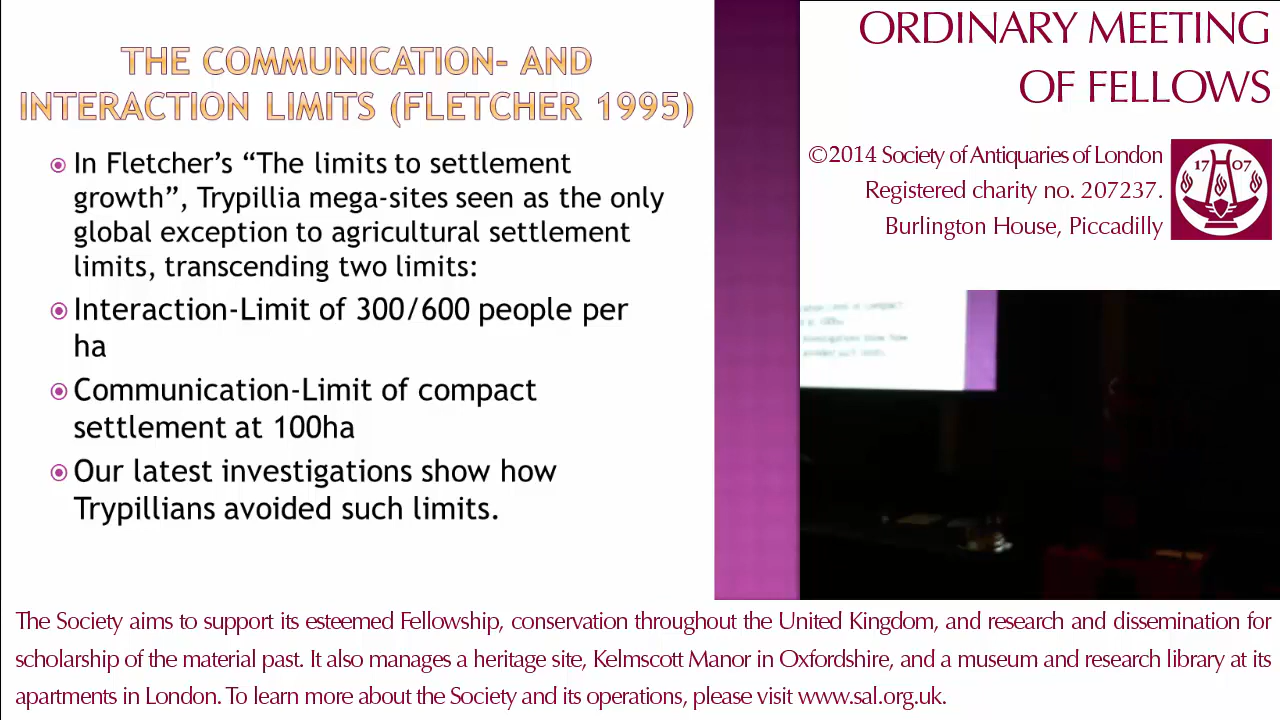 THE COMMUNICATION- AND
INTERACTION LIMITS (FLETCHER 1995)
In Fletcher's “The limits to settlement
growth”, Trypillia mega-sites seen as the only
global exception to agricultural settlement
limits, transcending two limits:
Interaction-Limit of 300/600 people per
ha
Communication-Limit of compact
settlement at 100ha
Our latest investigations show how
Trypillians avoided such limits.
ORDINARY MEETING
OF FELLOWS
©2014 Society of Antiquaries of London
Registered charity no. 207237.
Burlington House, Piccadilly
17 07
The Society aims to support its esteemed Fellowship, conservation throughout the United Kingdom, and research and dissemination for
scholarship of the material past. It also manages a heritage site, Kelmscott Manor in Oxfordshire, and a museum and research library at its
apartments in London. To learn more about the Society and its operations, please visit www.sal.org.uk.